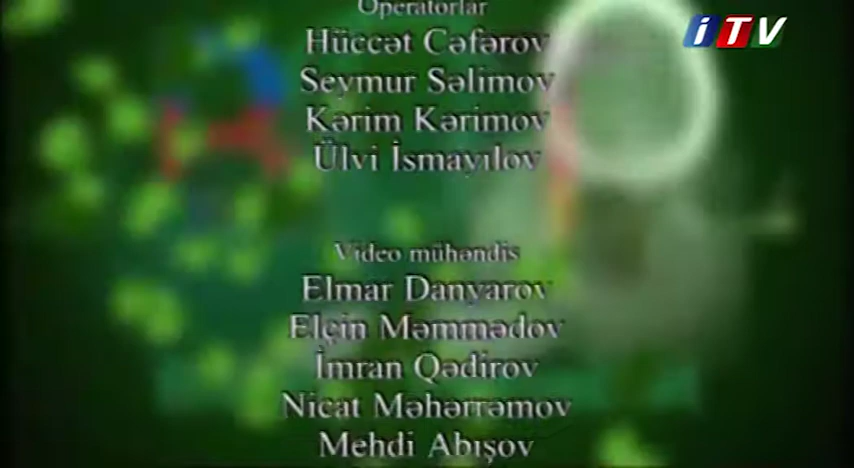 Operatorlar
iTV
Hüccət Cəfərov
Seymur Səlimov
Kərim Kərimov
Ülvi İsmayılov
Video mühəndis
Elmar Danyarov
Elçin Məmmədov
İmran Qədirov
Nicat Məhərrəmov
Mehdi Abışov